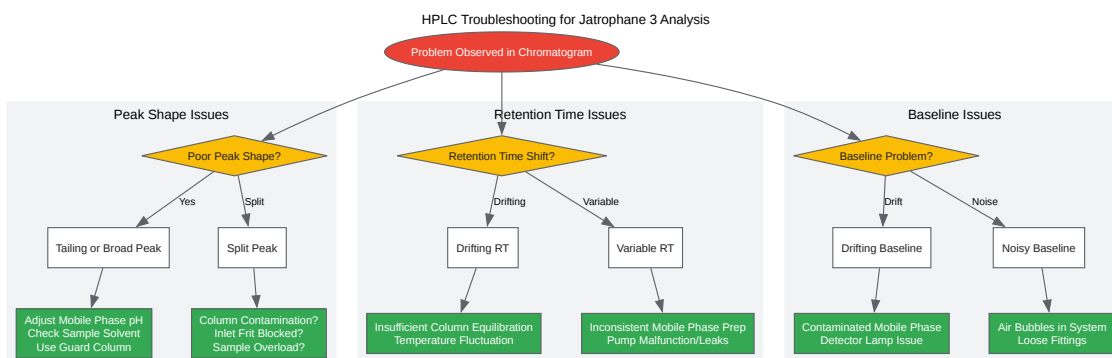 HPLC Troubleshooting for Jatrophane 3 Analysis
Problem Observed in Chromatogram
Peak Shape Issues
Retention Time Issues
Baseline Issues
Poor Peak Shape?
Retention Time Shift?
Baseline Problem?
Yes
Split
Drifting
Variable
Drift
Noise
Tailing or Broad Peak
Split Peak
Drifting RT
Variable RT
Drifting Baseline
Noisy Baseline
Adjust Mobile Phase pH
Check Sample Solvent
Use Guard Column
Column Contamination?
Inlet Frit Blocked?
Sample Overload?
Insufficient Column Equilibration
Temperature Fluctuation
Inconsistent Mobile Phase Prep
Pump Malfunction/Leaks
Contaminated Mobile Phase
Detector Lamp Issue
Air Bubbles in System
Loose Fittings